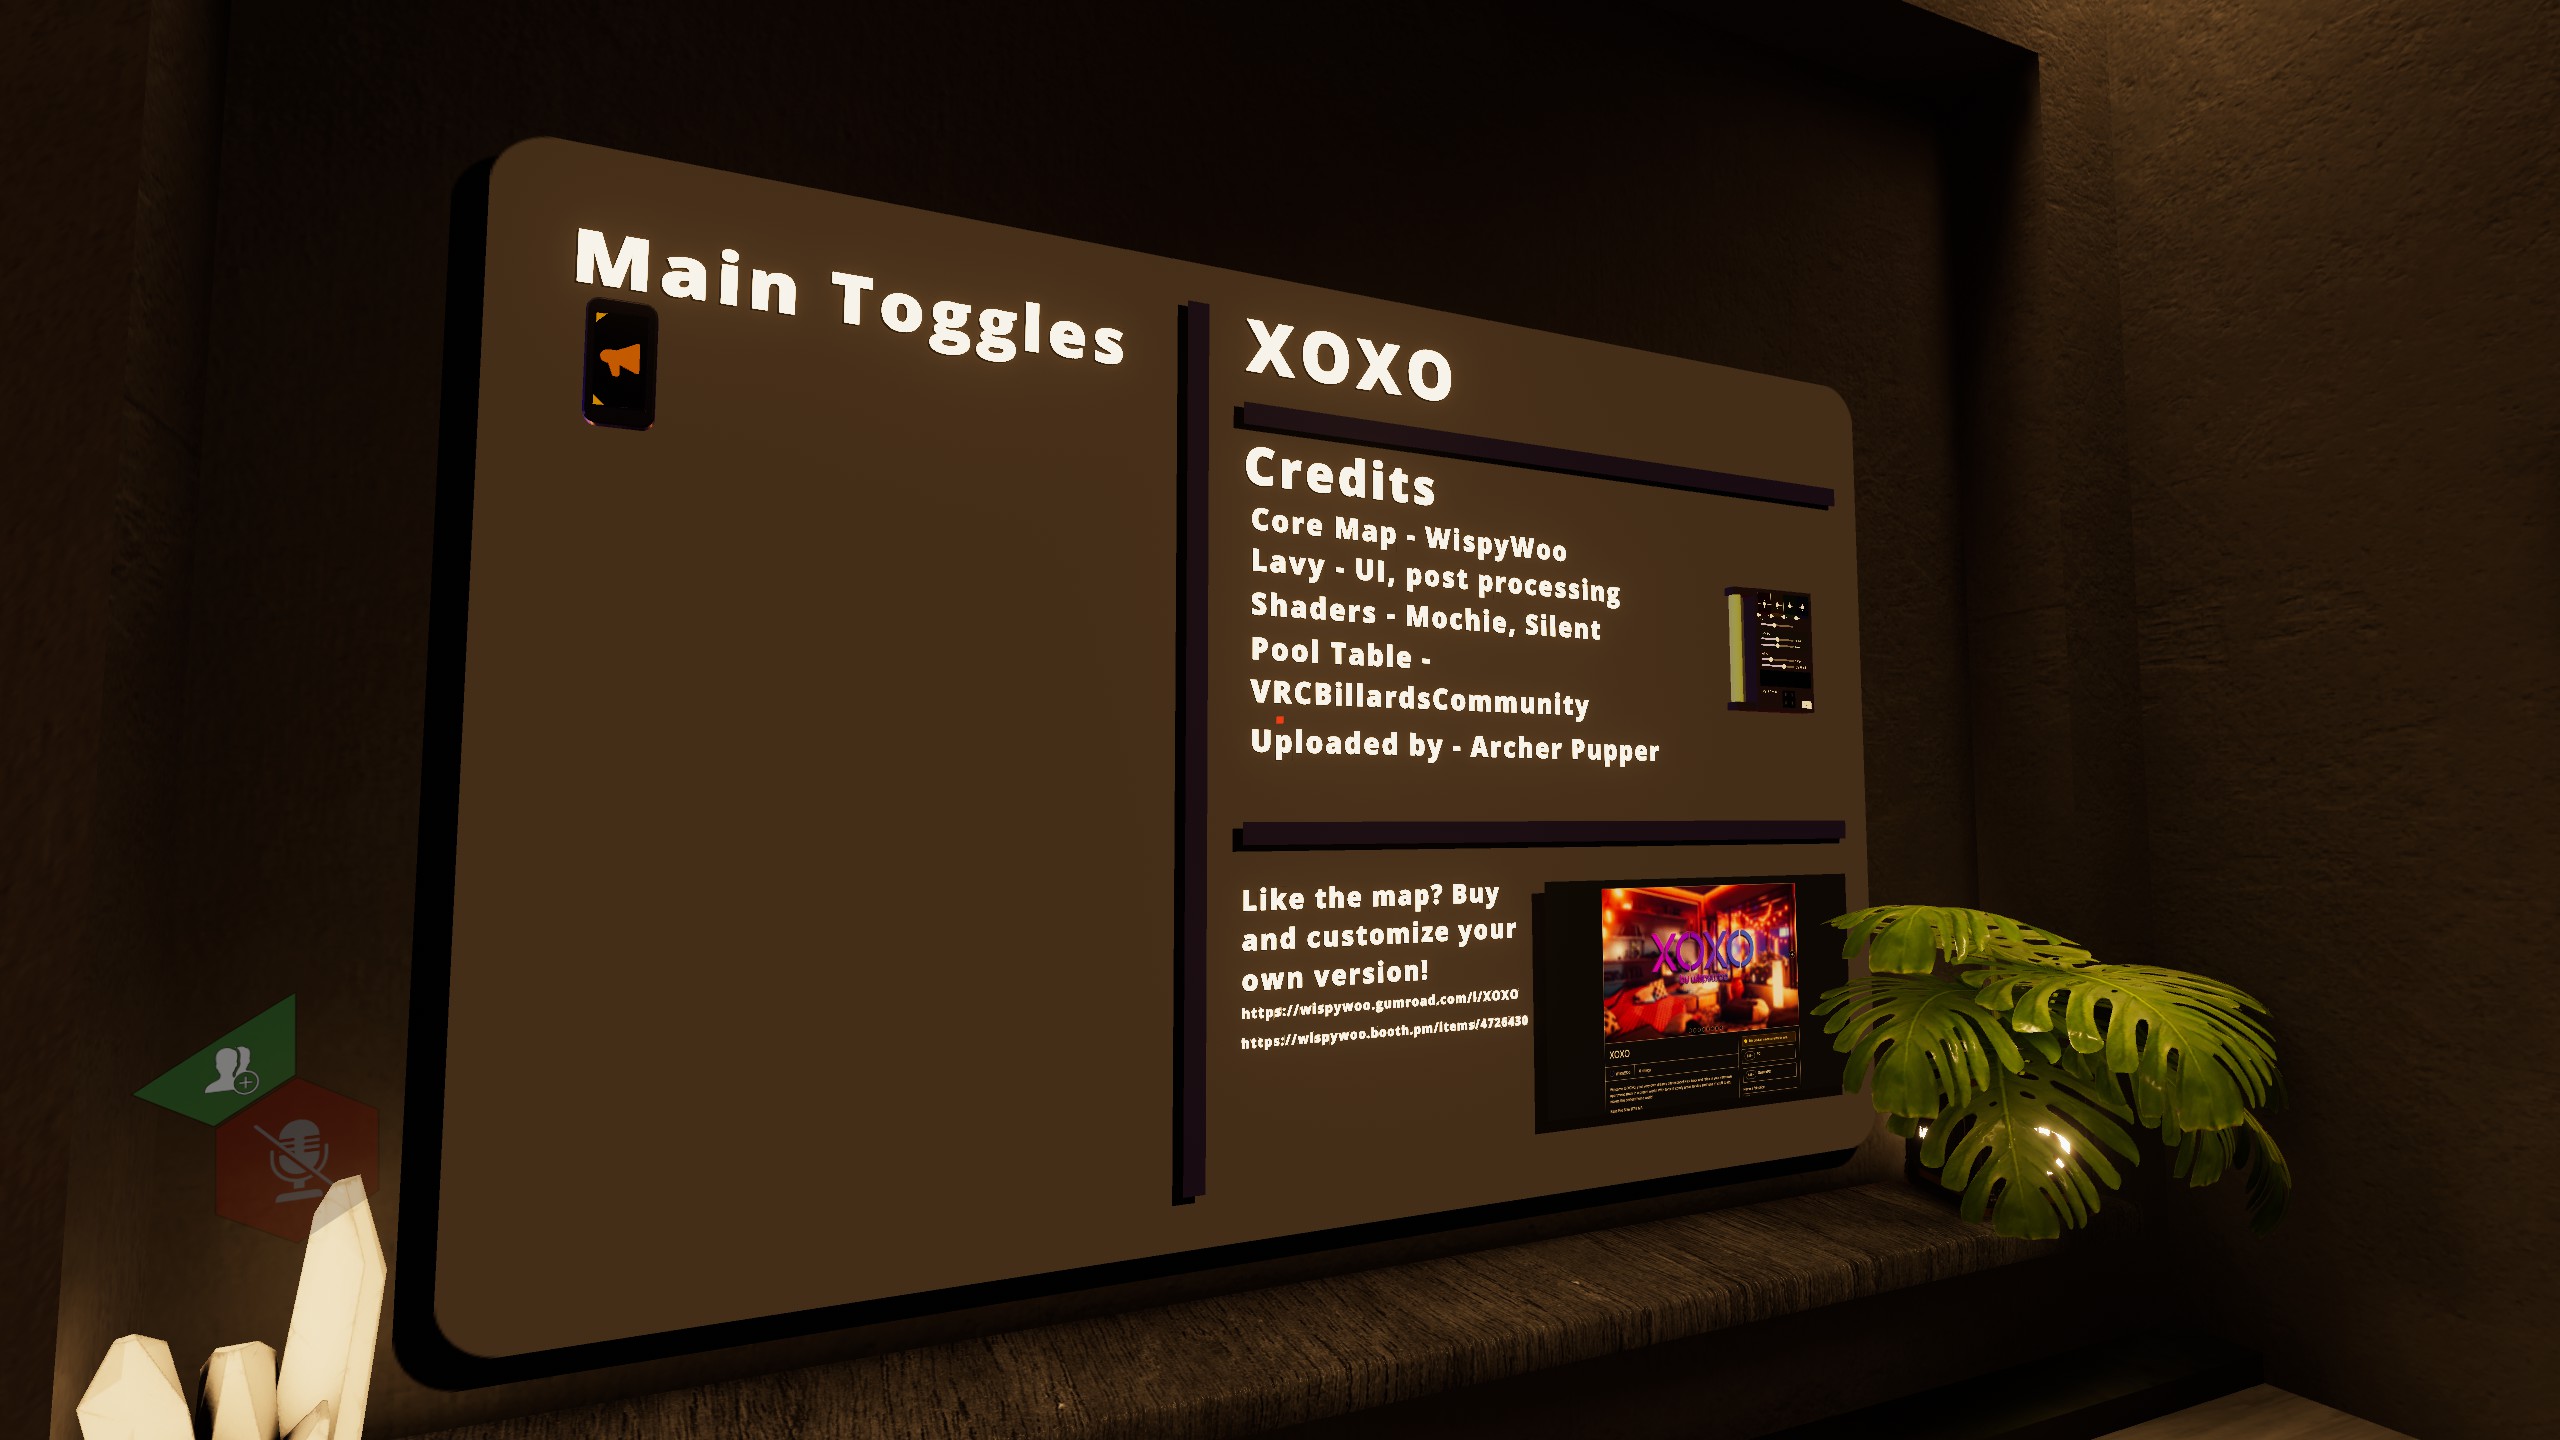 Main Toggles
XOXO
Credits
Core Map - WispyWoo
Lavy - UI, post processing
Shaders - Mochie, Silent
Pool Table -
VRCBillardsCommunity
Uploaded by - Archer Pupper
Like the map? Buy
and customize your
own version!
https://wispywoo.gumroad.com/l/XOXO
https://wispywoo.booth.pm/items/4726430
XOXO
XOXO